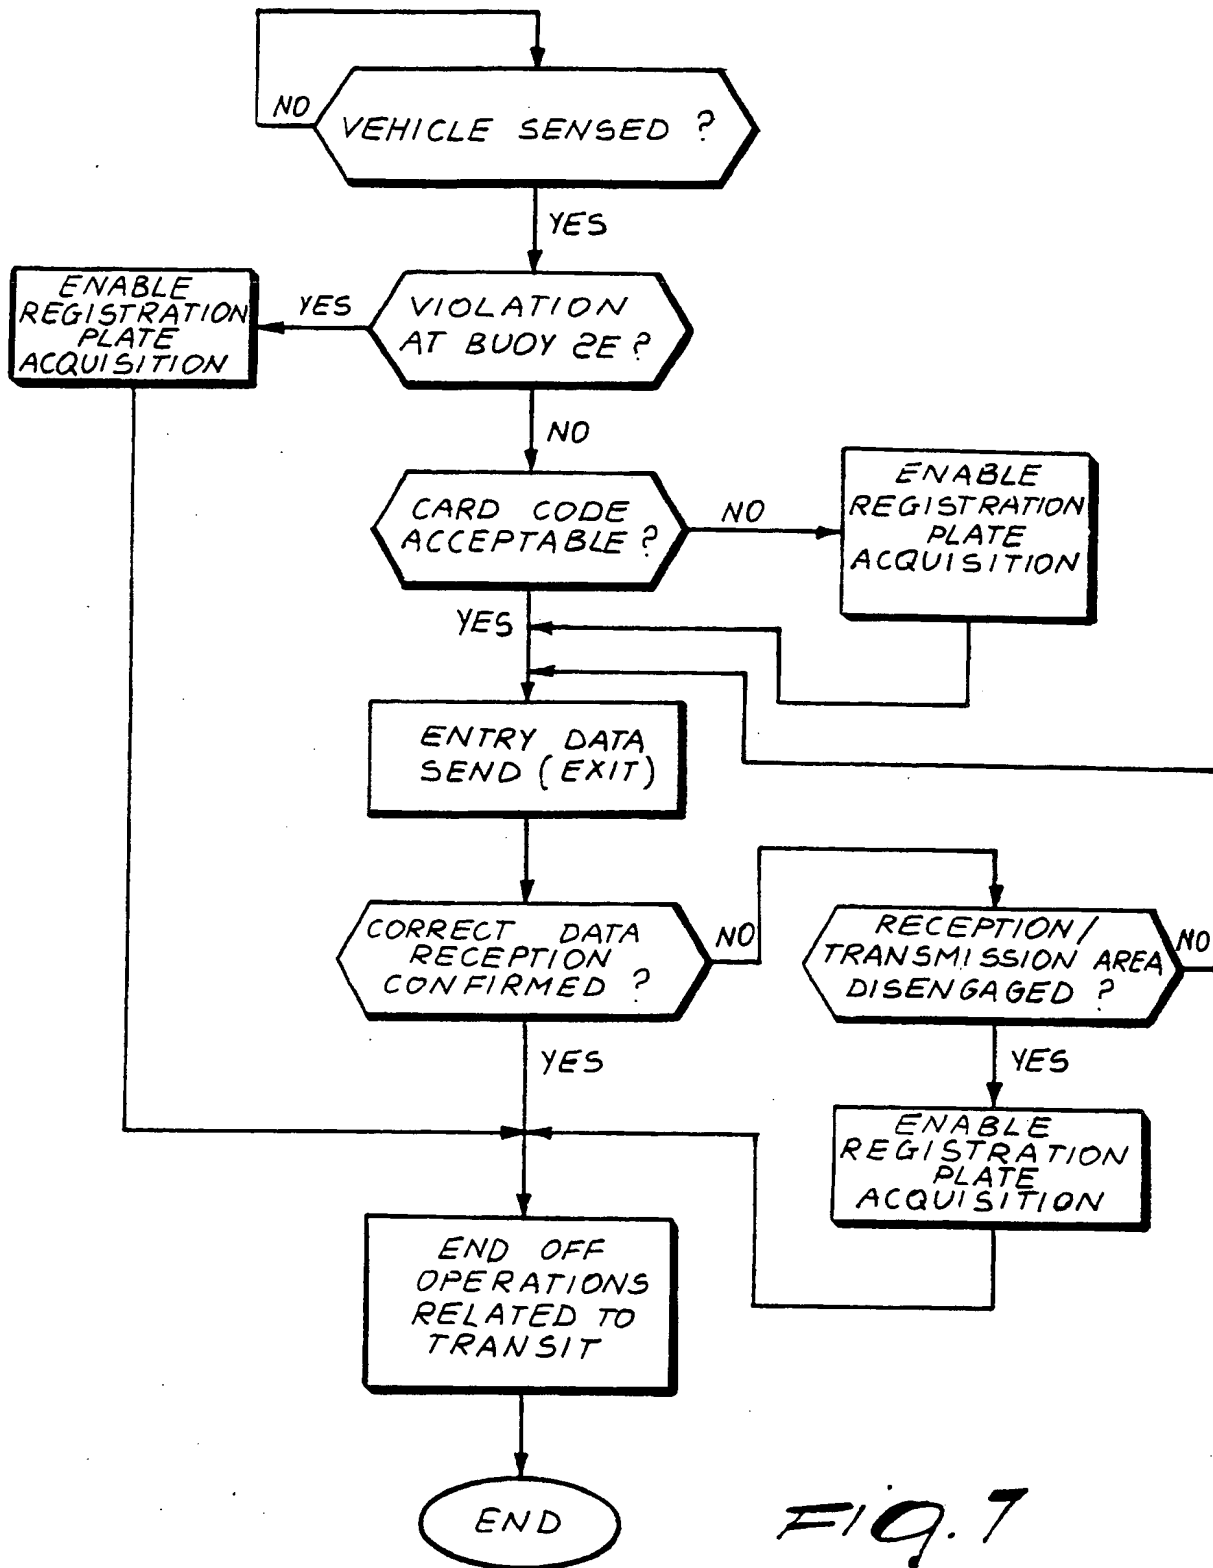 NO
VEHICLE SENSED ?
YES
ENABLE
REGISTRATION
PLATE
ACQUISITION
YES
VIOLATION
AT BUOY 2E ?
NO
CARD CODE
ACCEPTABLE ?
NO
ENABLE
REGISTRATION
PLATE
ACQUISITION
YES
ENTRY DATA
SEND (EXIT)
CORRECT DATA
RECEPTION
CONFIRMED ?
NO
RECEPTION/
TRANSMISSION AREA
DISENGAGED ?
NO
YES
YES
ENABLE
REGISTRATION
PLATE
ACQUISITION
END OFF
OPERATIONS
RELATED TO
TRANSIT
END
FIG. 7